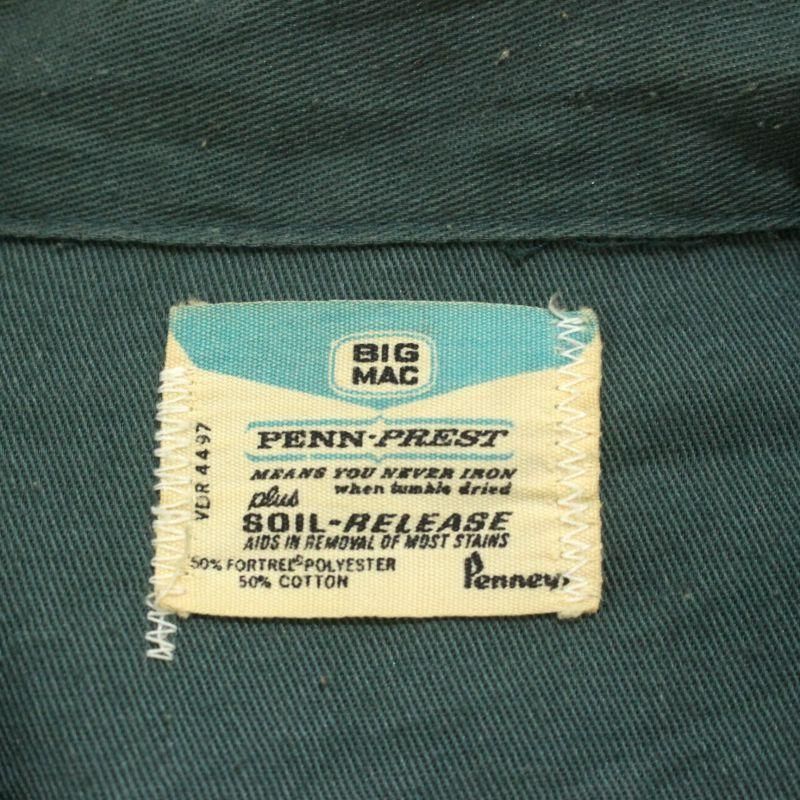 BIG
MAC
PENN-PREST
MEANS YOU NEVER IRON
when tumble dried
plus
SOIL-RELEASE
AIDS IN REMOVAL OF MOST STAINS
50% FORTREL® POLYESTER
50% COTTON
Penneys
VDR 4497